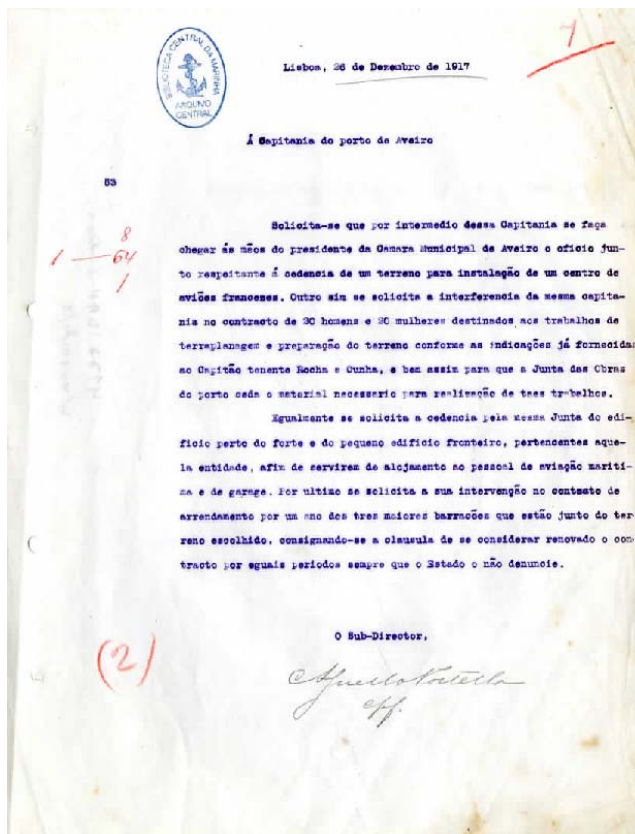 7
BIBLIOTECA CENTRAL DA MARINHA
ARQUIVO
CENTRAL
Lisboa, 26 de Dezembro de 1917
Á Capitania do porto de Aveiro
53
8
1 — 64
1
Solicita-se que por intermedio dessa Capitania se faça
chegar ás mãos do presidente da Camara Municipal de Aveiro o oficio jun-
to respeitante á cedencia de um terreno para instalação de um centro de
aviões franceses. Outro sim se solicita a interferencia da mesma capita-
nia no contracto de 30 homens e 20 mulheres destinados aos trabalhos de
terraplanagem e preparação do terreno conforme as indicações já fornecidas
ao Capitão tenente Rocha e Cunha, e bem assim para que a Junta das Obras
do porto ceda o material necessario para realização de taes trabalhos.
Egualmente se solicita a cedencia pela mesma Junta do edi-
ficio perto do forte e do pequeno edificio fronteiro, pertencentes aque-
la entidade, afim de servirem de alojamento ao pessoal de aviação mariti-
ma e de garage. Por ultimo se solicita a sua intervenção no contrato de
arrendamento por um ano dos tres maiores barracões que estão junto do ter
reno escolhido, consignando-se a clausula de se considerar renovado o con
tracto por eguais periodos sempre que o Estado o não denuncie.
O Sub-Director,
(2)